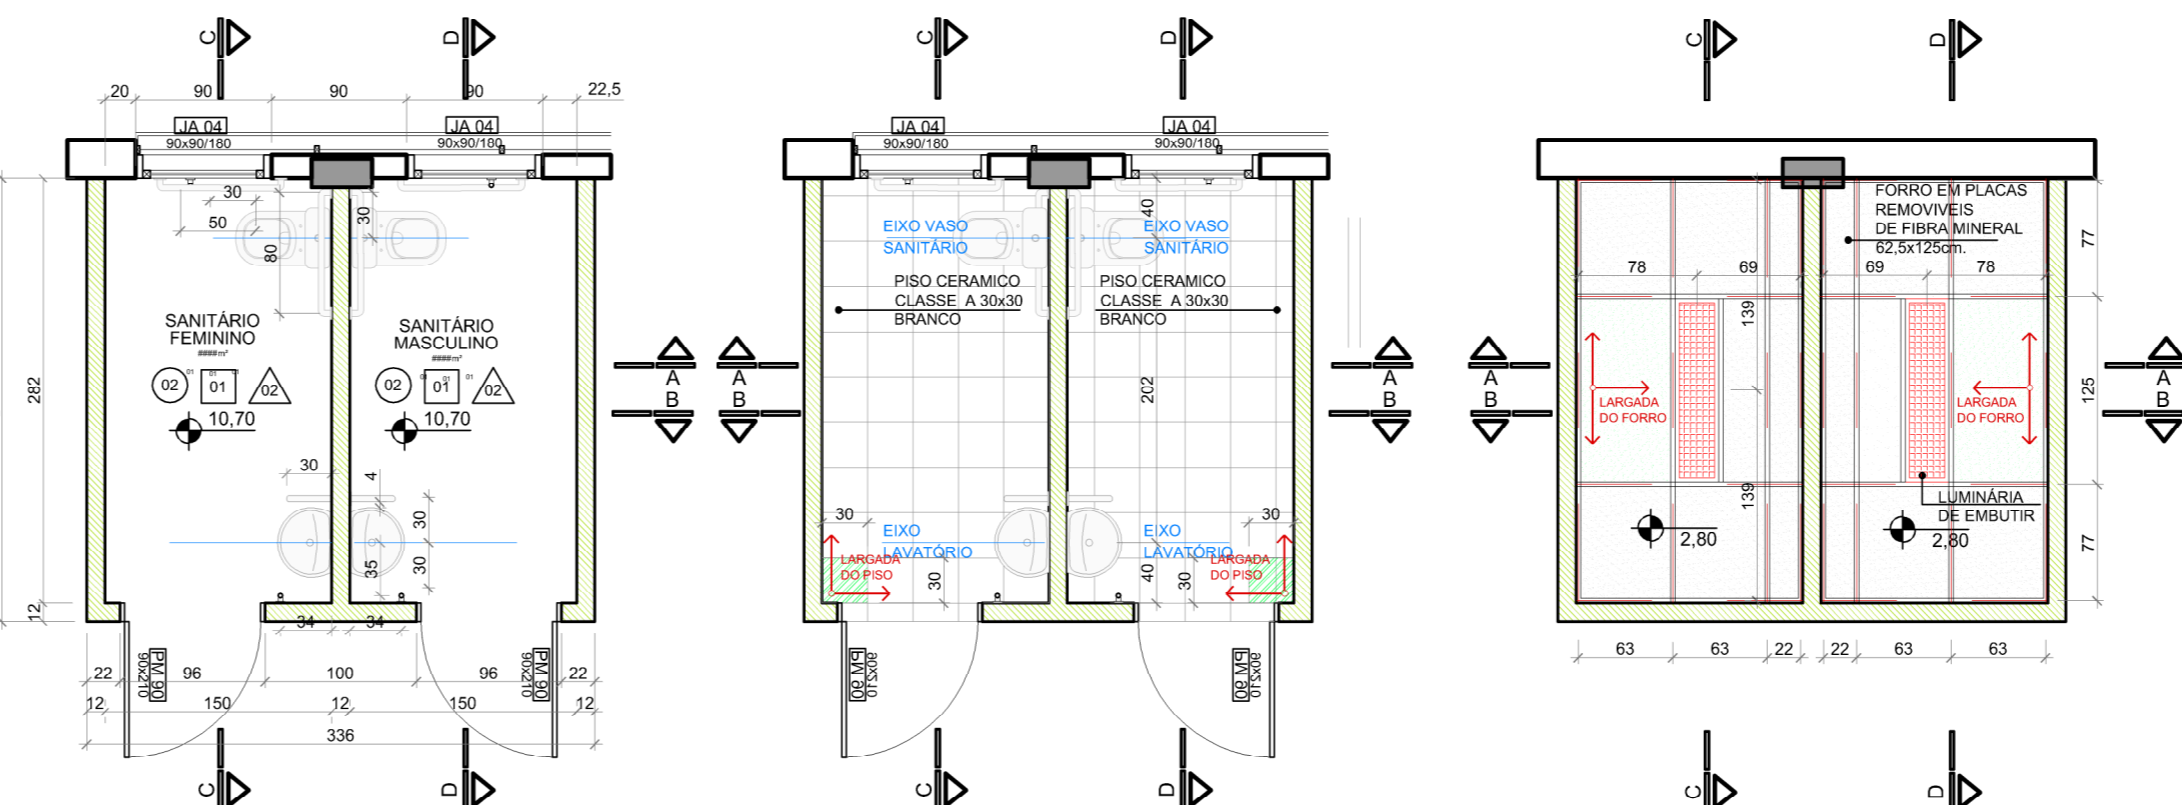 C
D
20
90
90
90
22,5
JA 04
JA 04
90x90/180
90x90/180
30
50
80
30
SANITÁRIO
FEMININO
####m²
SANITÁRIO
MASCULINO
####m²
02
01
01
01
02
02
01
01
01
02
10,70
10,70
282
12
30
4
30
35
30
34
34
PM 90
90x210
PM 90
90x210
22
96
100
96
22
12
150
12
150
12
336
A
B
C
D
C
D
JA 04
JA 04
90x90/180
90x90/180
40
EIXO VASO
SANITÁRIO
EIXO VASO
SANITÁRIO
PISO CERAMICO
CLASSE A 30x30
BRANCO
PISO CERAMICO
CLASSE A 30x30
BRANCO
A
B
202
A
B
30
30
EIXO
LAVATÓRIO
EIXO
LAVATÓRIO
LARGADA
DO PISO
LARGADA
DO PISO
30
40
30
PM 90
90x210
PM 90
90x210
C
D
C
D
FORRO EM PLACAS
REMOVIVEIS
DE FIBRA MINERAL
62,5x125cm.
77
78
69
69
78
139
A
B
LARGADA
DO FORRO
LARGADA
DO FORRO
125
A
B
139
LUMINÁRIA
DE EMBUTIR
2,80
2,80
77
63
63
22
22
63
63
C
D